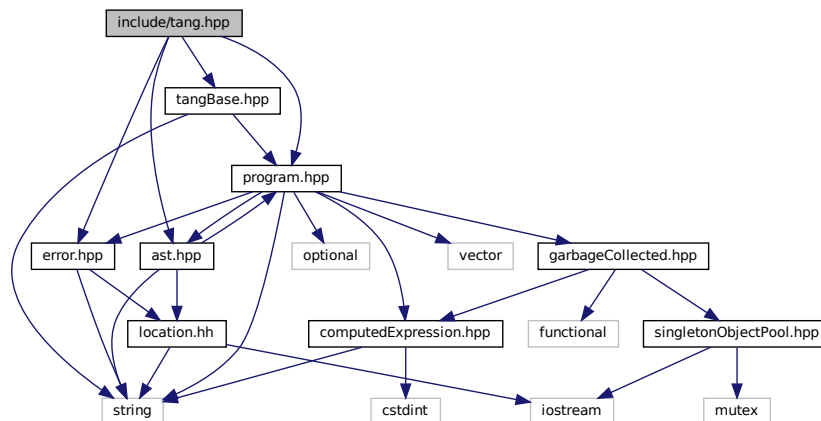 include/tang.hpp
tangBase.hpp
program.hpp
error.hpp
ast.hpp
optional
vector
garbageCollected.hpp
location.hh
computedExpression.hpp
functional
singletonObjectPool.hpp
string
cstdint
iostream
mutex